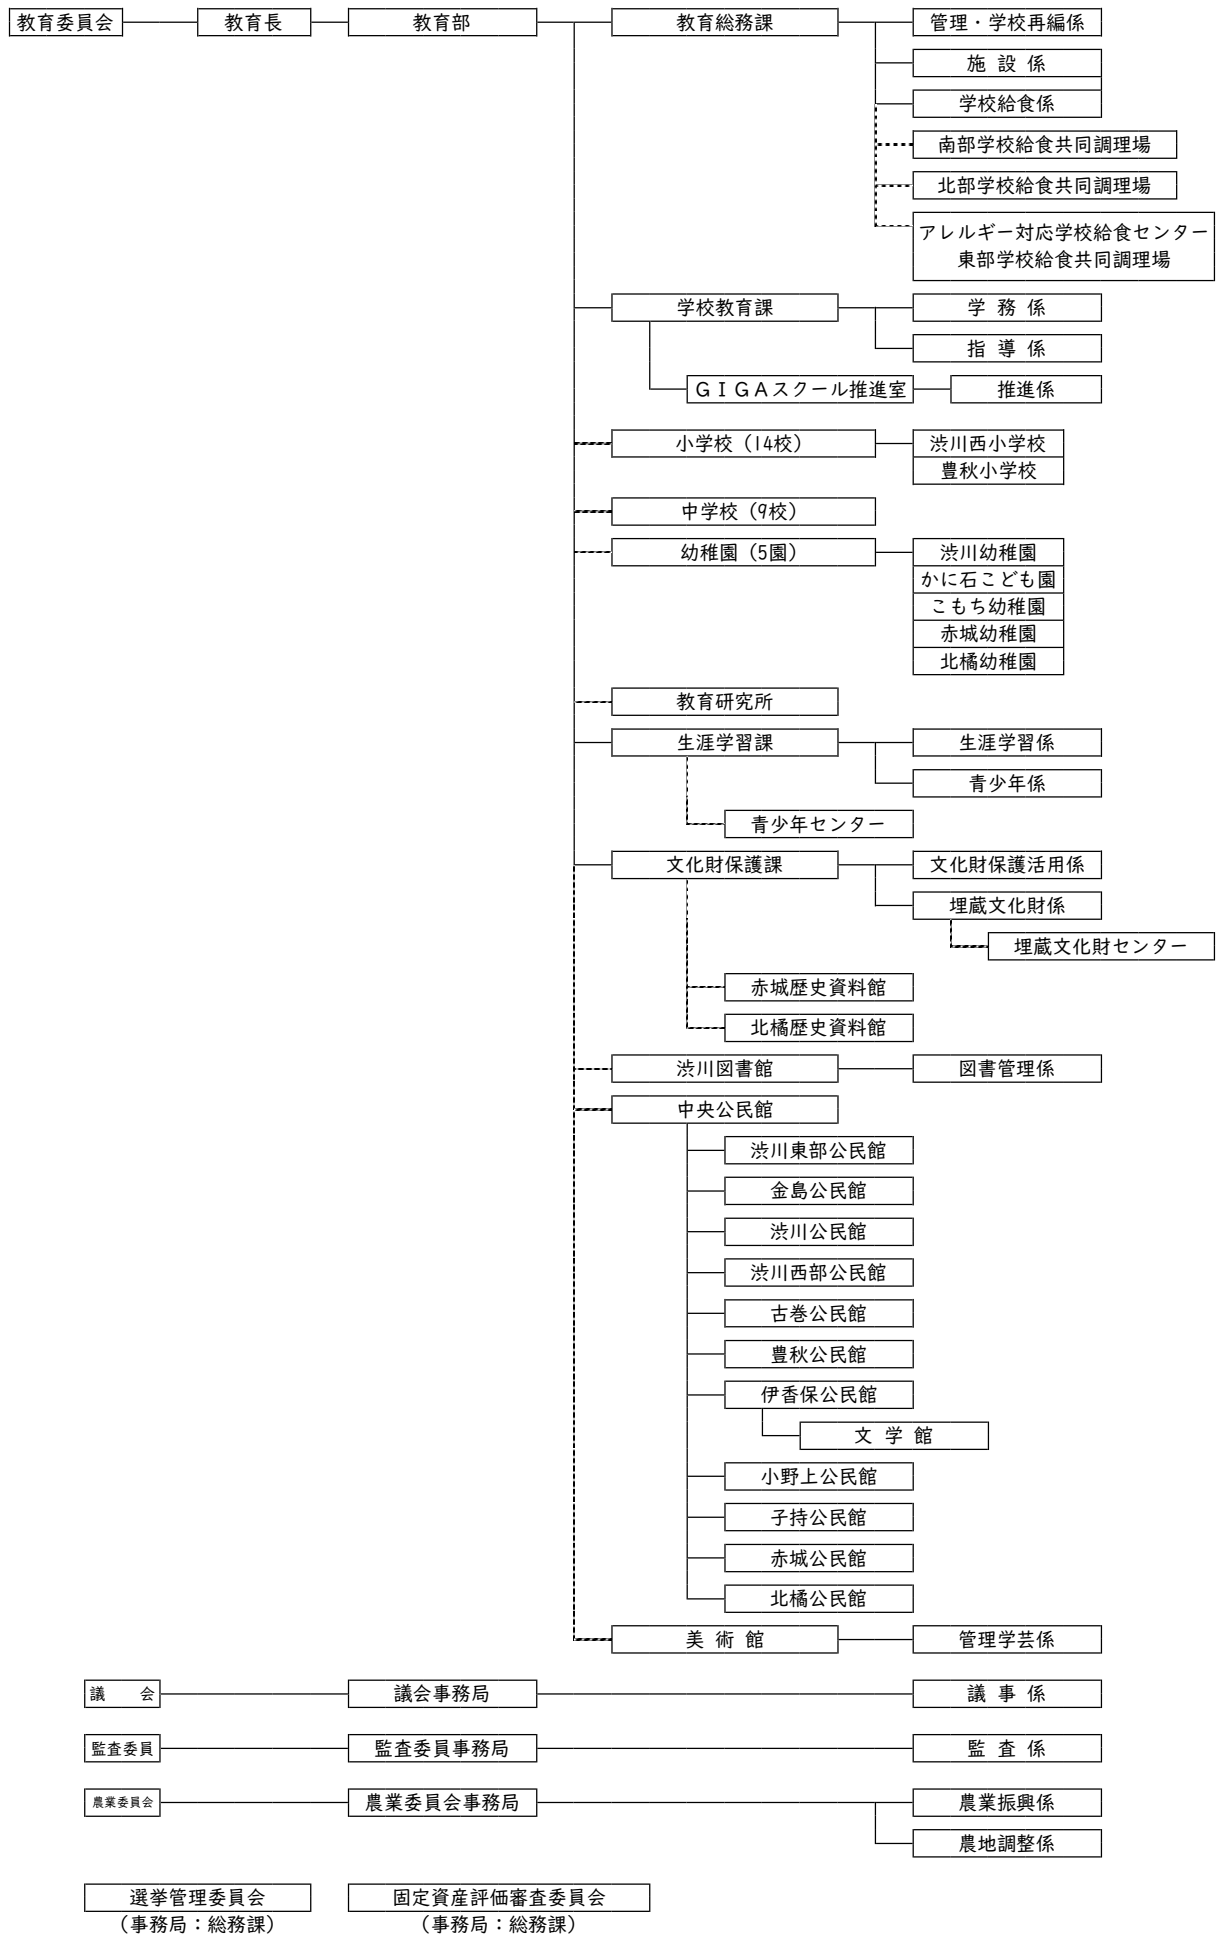 教育委員会
教育長
教育部
教育総務課
管理・学校再編係
施 設 係
学校給食係
南部学校給食共同調理場
北部学校給食共同調理場
アレルギー対応学校給食センター
東部学校給食共同調理場
学校教育課
学 務 係
指 導 係
ＧＩＧＡスクール推進室
推進係
小学校（14校）
渋川西小学校
豊秋小学校
中学校（9校）
幼稚園（5園）
渋川幼稚園
かに石こども園
こもち幼稚園
赤城幼稚園
北橘幼稚園
教育研究所
生涯学習課
生涯学習係
青少年係
青少年センター
文化財保護課
文化財保護活用係
埋蔵文化財係
埋蔵文化財センター
赤城歴史資料館
北橘歴史資料館
渋川図書館
図書管理係
中央公民館
渋川東部公民館
金島公民館
渋川公民館
渋川西部公民館
古巻公民館
豊秋公民館
伊香保公民館
文 学 館
小野上公民館
子持公民館
赤城公民館
北橘公民館
美 術 館
管理学芸係
議　会
議会事務局
議 事 係
監査委員
監査委員事務局
監 査 係
農業委員会
農業委員会事務局
農業振興係
農地調整係
選挙管理委員会
（事務局：総務課）
固定資産評価審査委員会
（事務局：総務課）